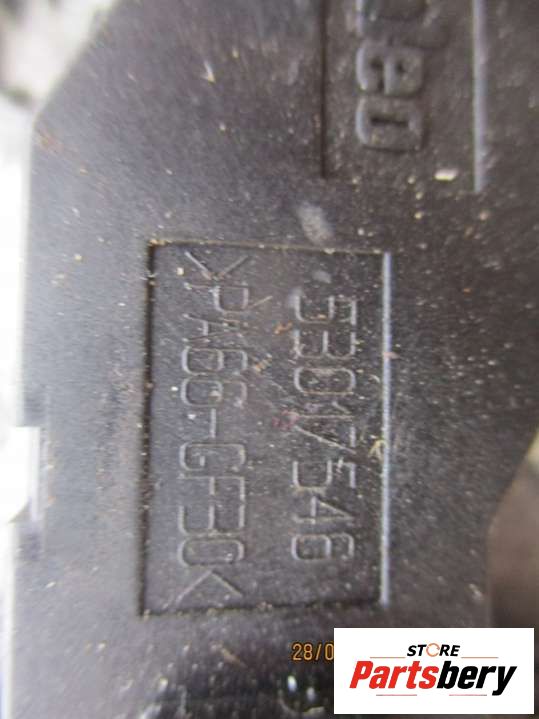 53017546
>PA66-GF30<
28/0
STORE
Partsbery